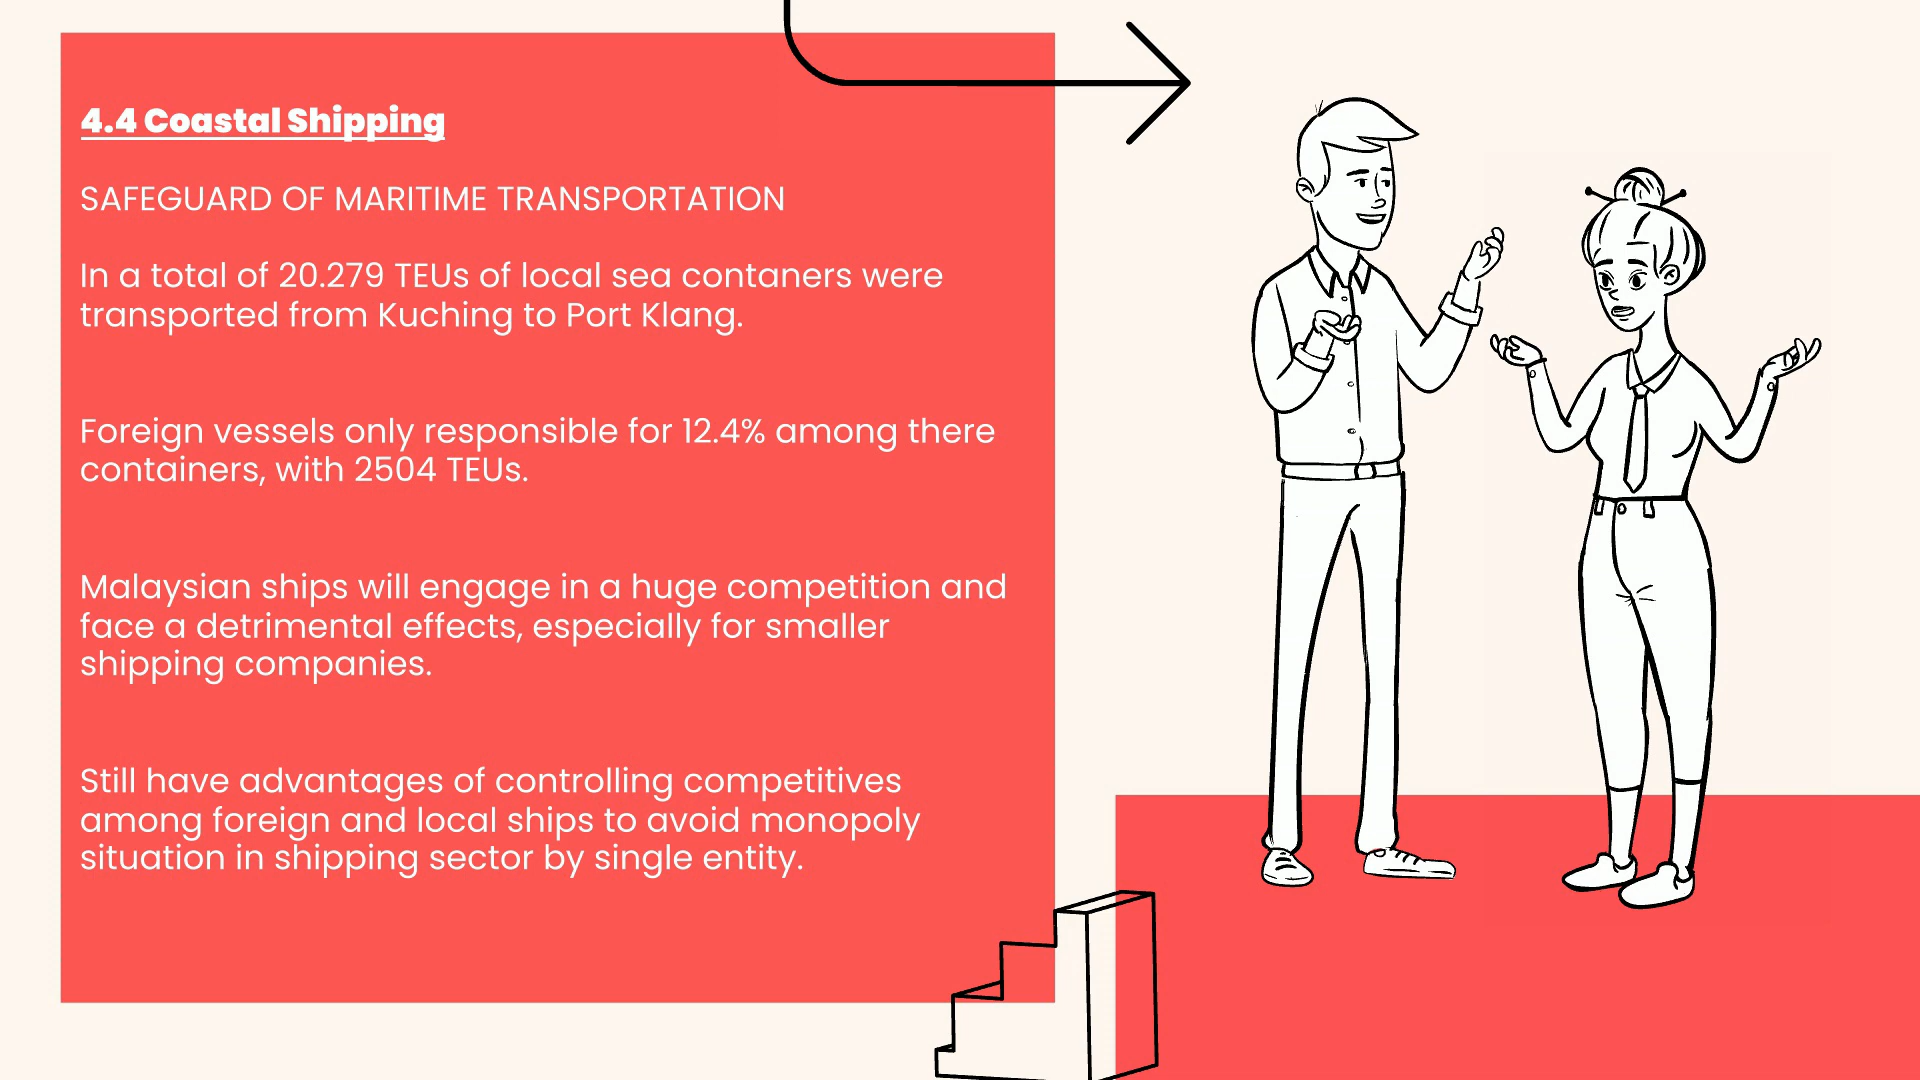 4.4 Coastal Shipping
SAFEGUARD OF MARITIME TRANSPORTATION
In a total of 20.279 TEUs of local sea contaners were
transported from Kuching to Port Klang.
Foreign vessels only responsible for 12.4% among there
containers, with 2504 TEUs.
Malaysian ships will engage in a huge competition and
face a detrimental effects, especially for smaller
shipping companies.
Still have advantages of controlling competitives
among foreign and local ships to avoid monopoly
situation in shipping sector by single entity.